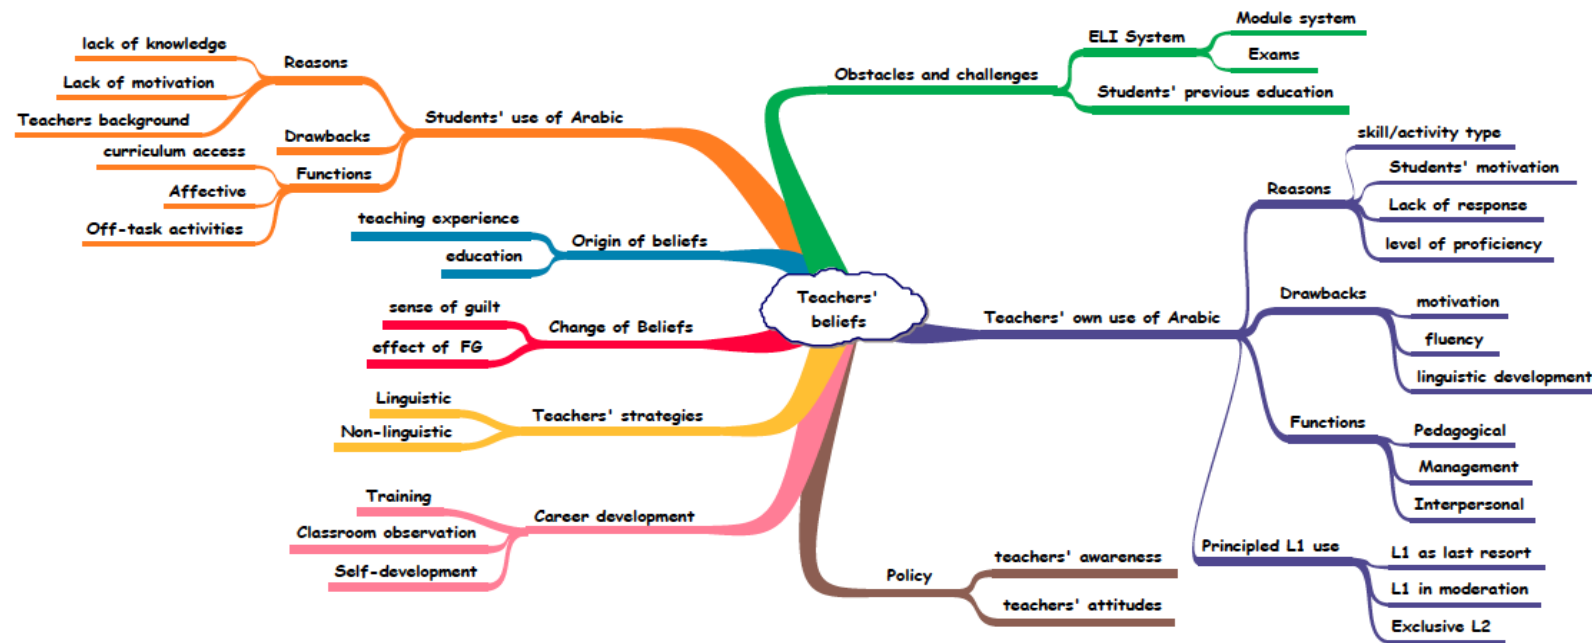 Teachers'
beliefs
Students' use of Arabic
Reasons
lack of knowledge
Lack of motivation
Teachers background
Drawbacks
Functions
curriculum access
Affective
Off-task activities
Origin of beliefs
teaching experience
education
Change of Beliefs
sense of guilt
effect of FG
Teachers' strategies
Linguistic
Non-linguistic
Career development
Training
Classroom observation
Self-development
Obstacles and challenges
ELI System
Module system
Exams
Students' previous education
Teachers' own use of Arabic
Reasons
skill/activity type
Students' motivation
Lack of response
level of proficiency
Drawbacks
motivation
fluency
linguistic development
Functions
Pedagogical
Management
Interpersonal
Principled L1 use
L1 as last resort
L1 in moderation
Exclusive L2
Policy
teachers' awareness
teachers' attitudes